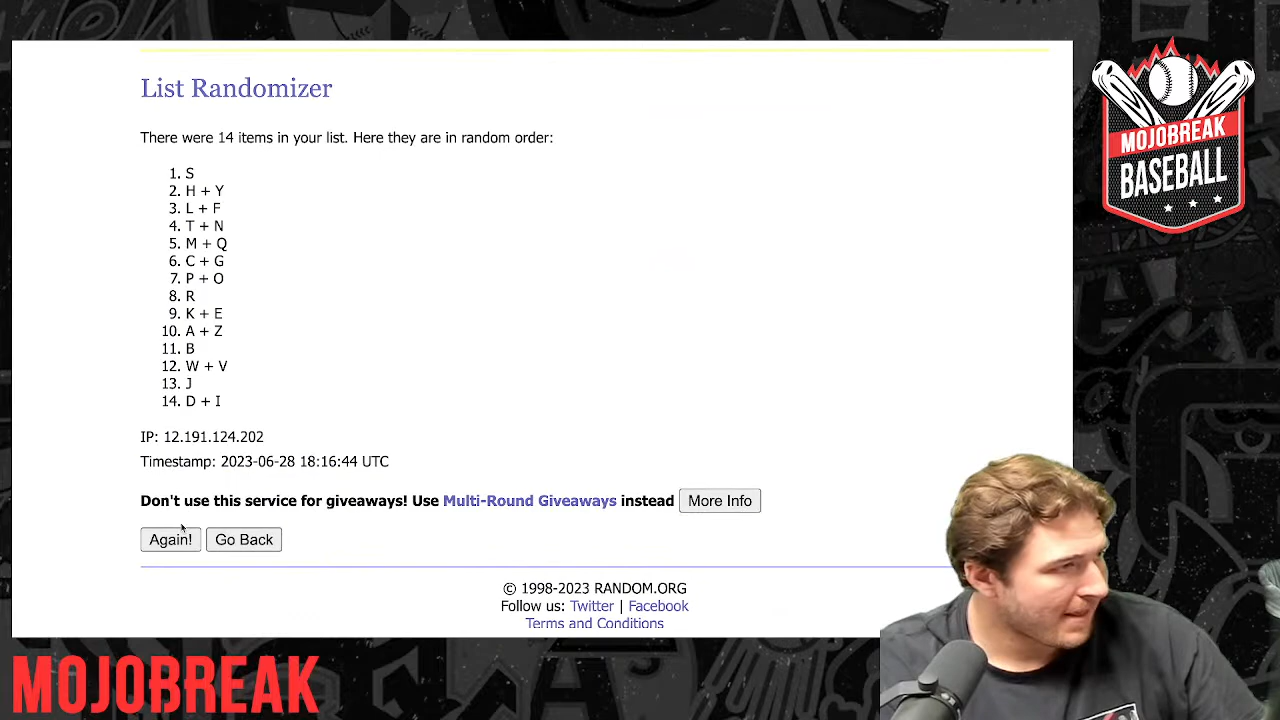 List Randomizer
There were 14 items in your list. Here they are in random order:
1. S
2. H + Y
3. L + F
4. T + N
5. M + Q
6. C + G
7. P + O
8. R
9. K + E
10. A + Z
11. B
12. W + V
13. J
14. D + I
IP: 12.191.124.202
Timestamp: 2023-06-28 18:16:44 UTC
Don't use this service for giveaways! Use Multi-Round Giveaways instead More Info
Again! Go Back
© 1998-2023 RANDOM.ORG
Follow us: Twitter | Facebook
Terms and Conditions
MOJOBREAK
BASEBALL
MOJOBREAK